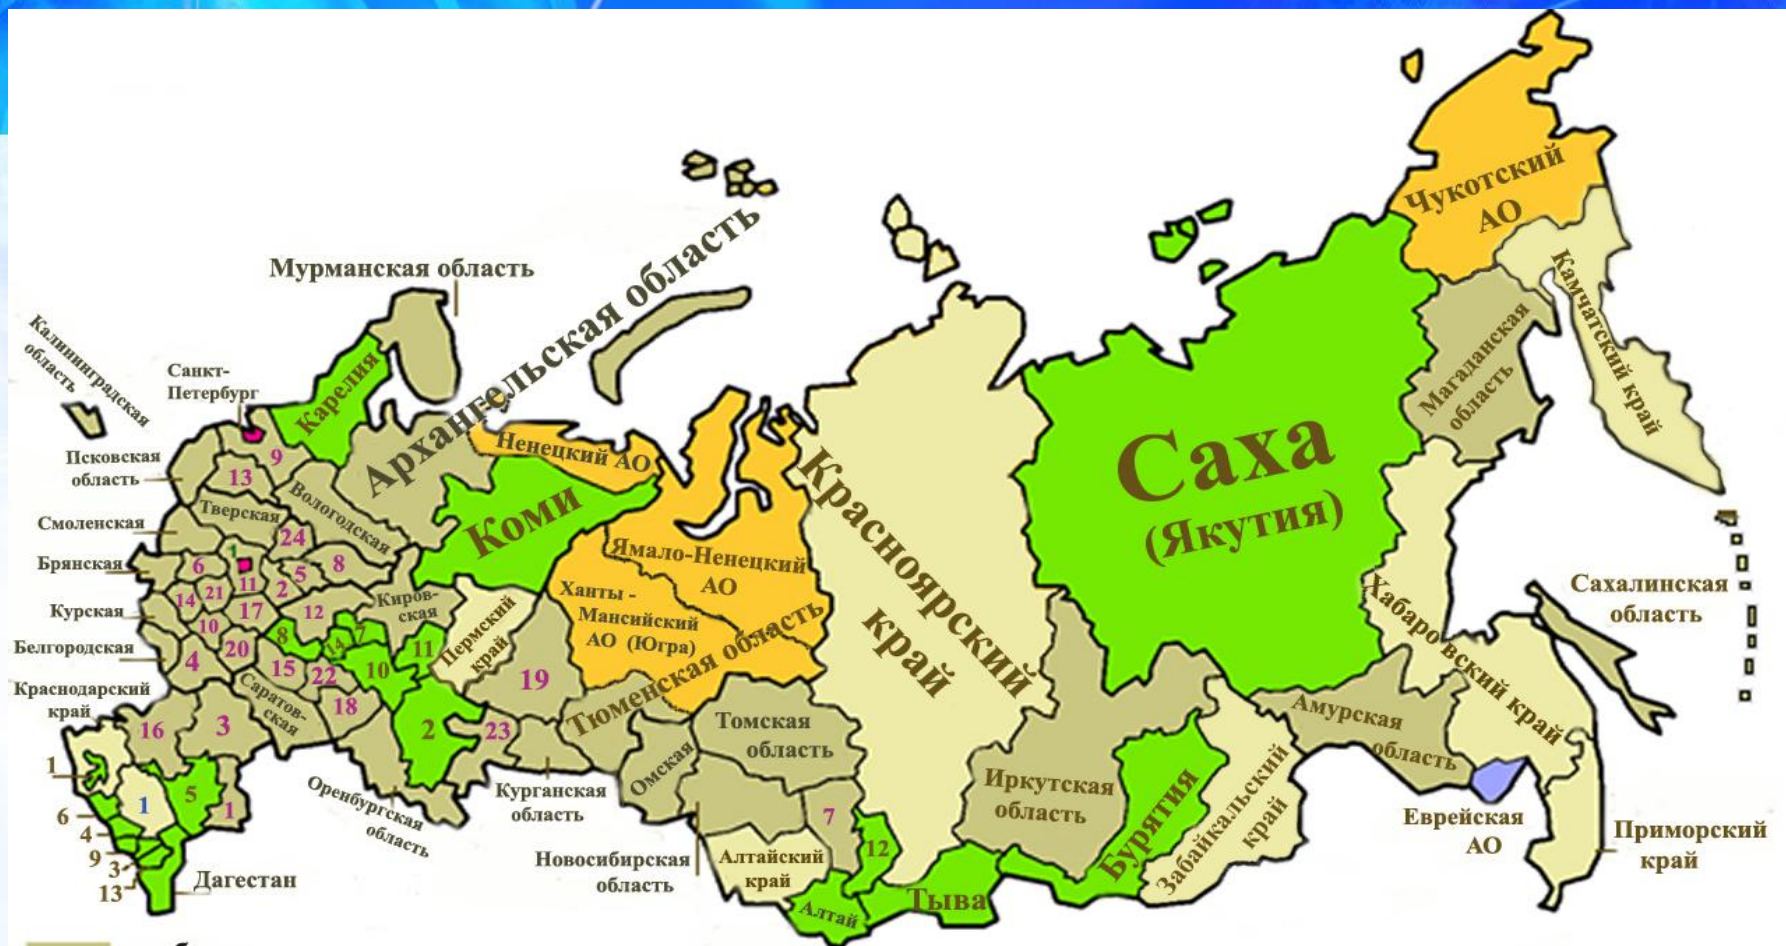 Мурманская область
Калининградская
область
Санкт-
Петербург
Карелия
Архангельская область
Псковская
область
9
13
Вологодская
Ненецкий АО
Коми
Тверская
Смоленская
24
Брянская
6
1
11
5
8
2
Киров-
ская
Курская
14
21
17
12
10
Белгородская
4
20
8
14
7
11
15
22
10
Пермский
край
19
Краснодарский
край
16
3
Саратов-
ская
18
2
23
Ямало-Ненецкий
АО
Ханты -
Мансийский
АО (Югра)
Тюменская область
Красноярский
край
Саха
(Якутия)
Чукотский
АО
Камчатский край
Магаданская
область
Хабаровский край
Сахалинская
область
Амурская
область
Еврейская
АО
Приморский
край
Томская
область
Омская
Иркутская
область
Бурятия
Забайкальский
край
1
6
4
9
3
13
1
5
1
Дагестан
Оренбургская
область
Курганская
область
Новосибирская
область
7
12
Алтайский
край
Алтай
Тыва